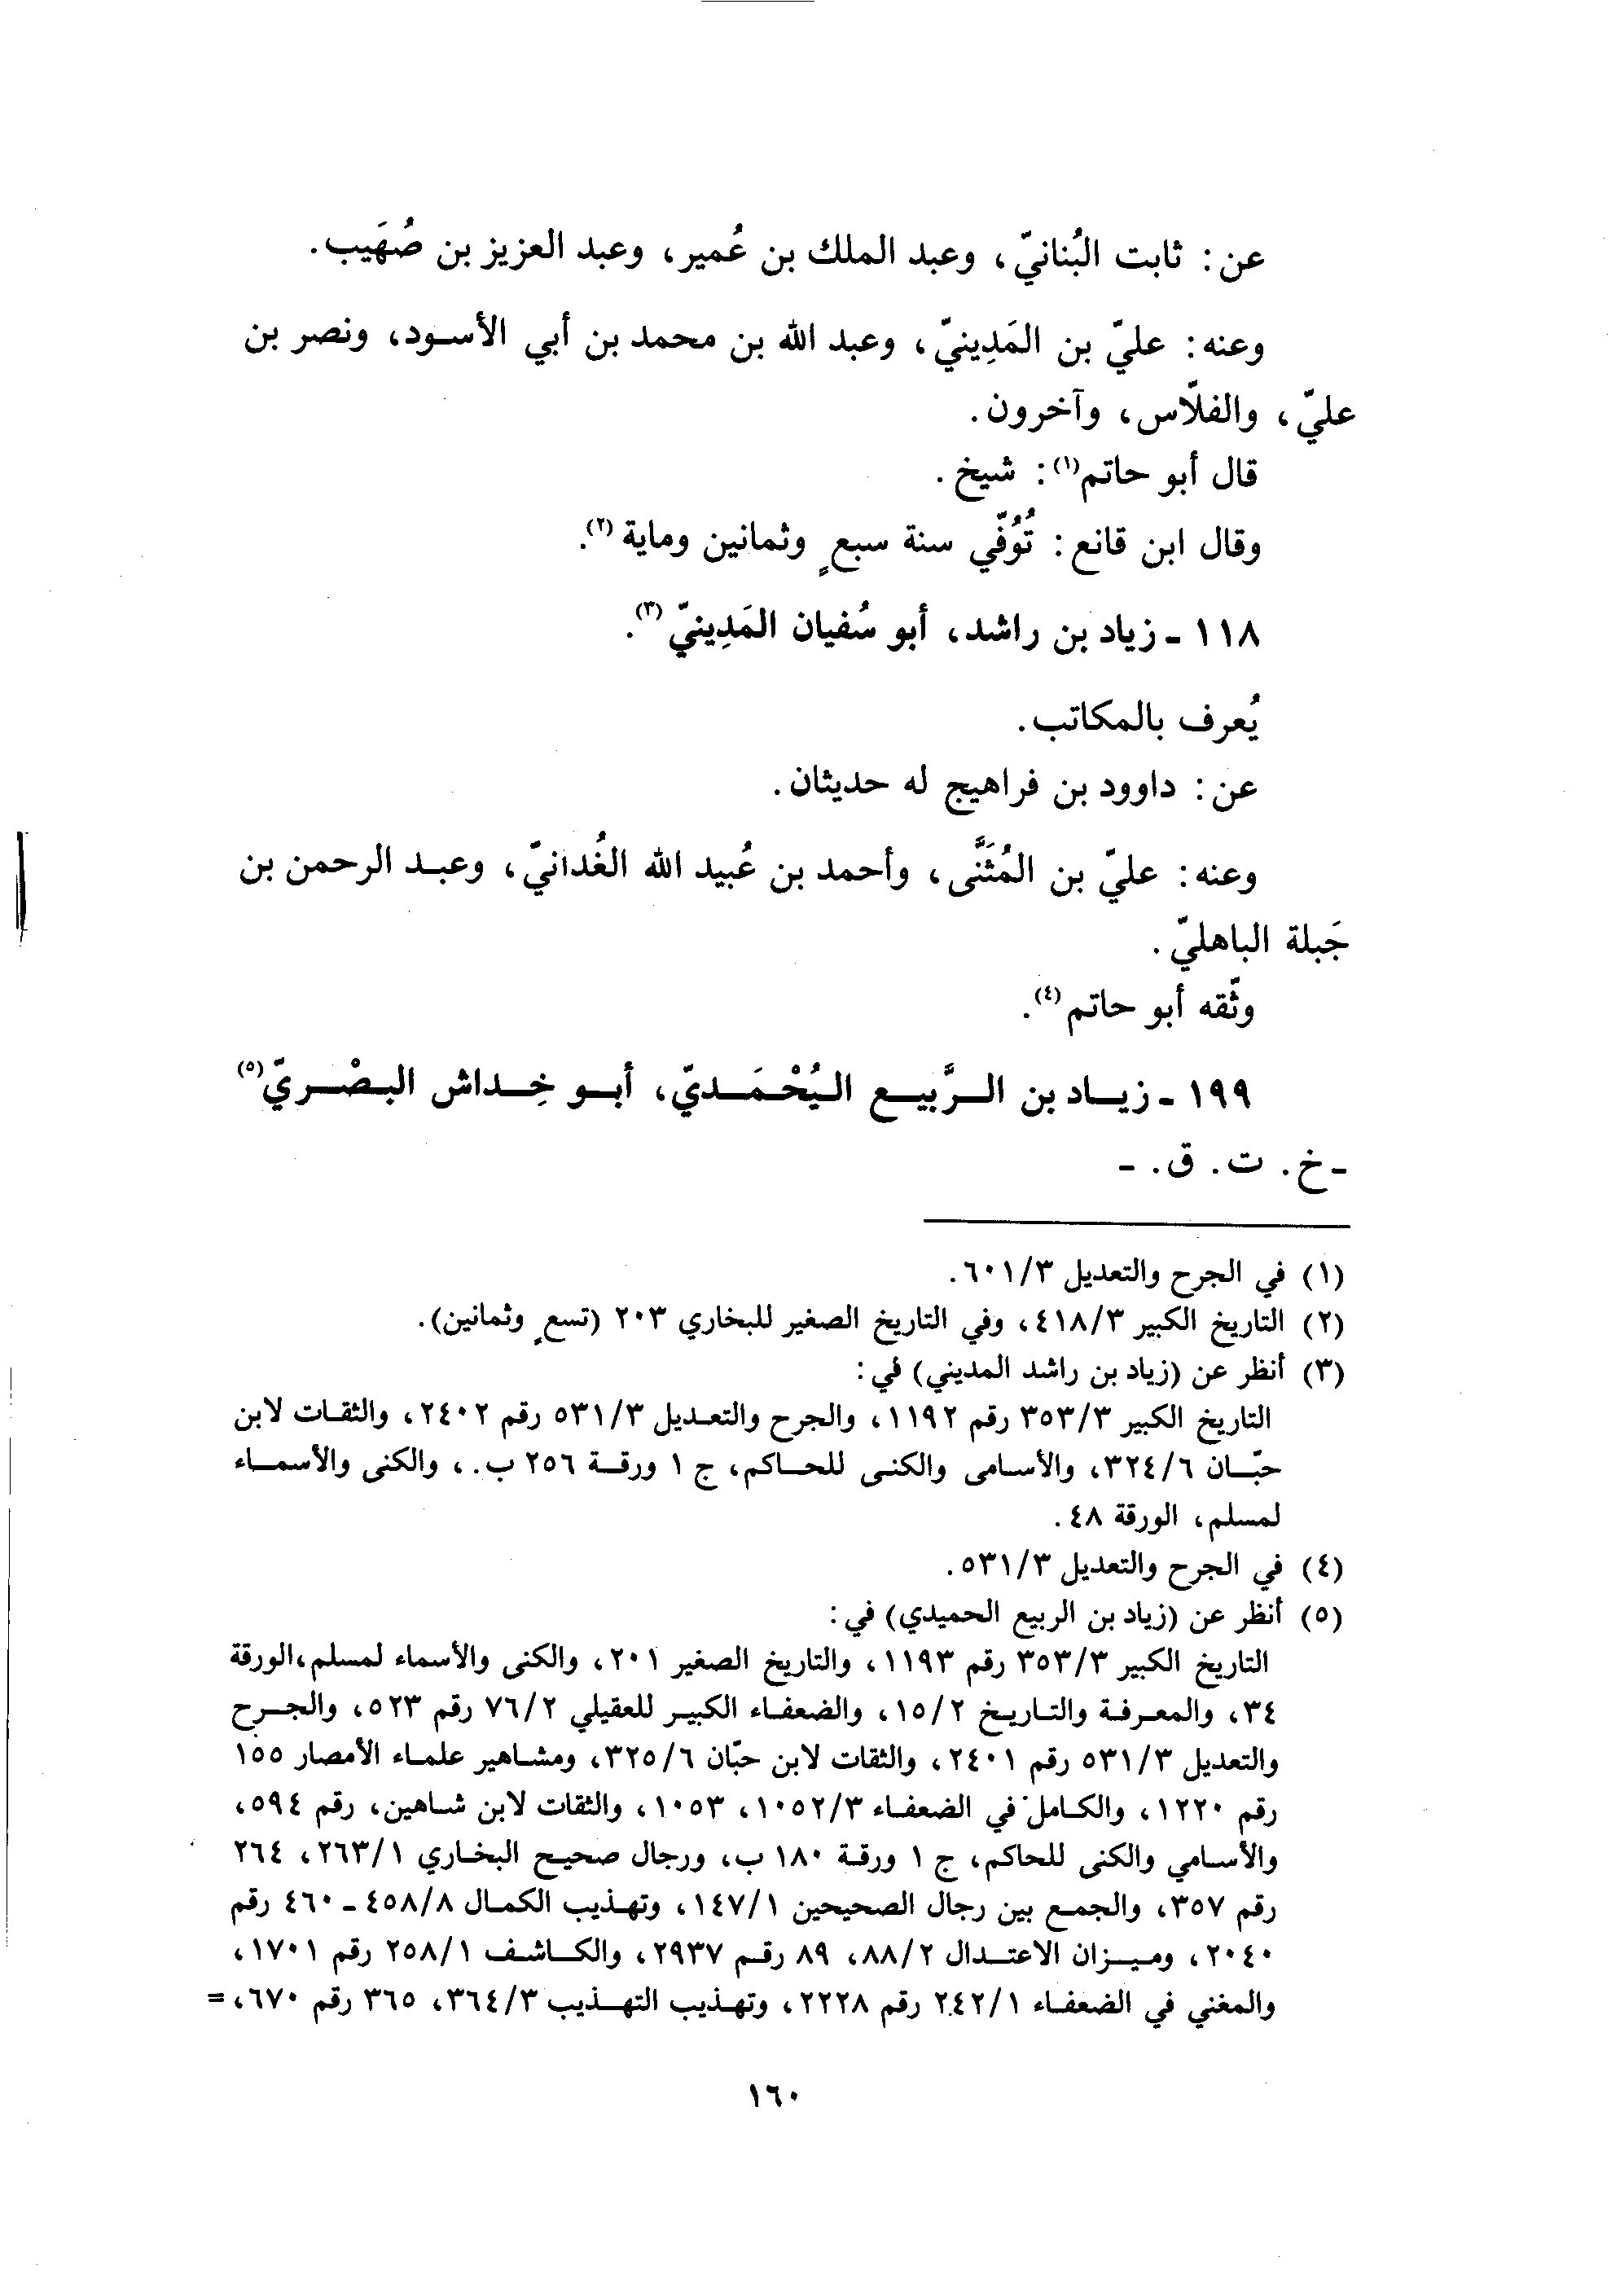 عن: ثابت البُنانيّ، وعبد الملك بن عُمير، وعبد العزيز بن صُهَيب.
وعنه: عليّ بن المَدِينيّ، وعبد الله بن محمد بن أبي الأسود، ونصر بن
عليّ، والفلّاس، وآخرون.
قال أبو حاتم(١): شيخ.
وقال ابن قانع: تُوُفّي سنة سبعٍ وثمانين وماية(٢).
١١٨ ـ زياد بن راشد، أبو سُفيان المَدِينيّ(٣).
يُعرف بالمكاتب.
عن: داوود بن فراهيج له حديثان.
وعنه: عليّ بن المُثَنَّى، وأحمد بن عُبيد الله الغُدانيّ، وعبد الرحمن بن
جَبلة الباهليّ.
وثّقه أبو حاتم(٤).
١٩٩ ـ زياد بن الرَّبيع اليُحْمَديّ، أبو خِداش البصْريّ(٥)
ـ خ. ت. ق. ـ
(١) في الجرح والتعديل ٦٠١/٣.
(٢) التاريخ الكبير ٤١٨/٣، وفي التاريخ الصغير للبخاري ٢٠٣ (تسعٍ وثمانين).
(٣) أنظر عن (زياد بن راشد المديني) في:
التاريخ الكبير ٣٥٣/٣ رقم ١١٩٢، والجرح والتعديل ٥٣١/٣ رقم ٢٤٠٢، والثقات لابن
حبّان ٣٢٤/٦، والأسامى والكنى للحاكم، ج ١ ورقة ٢٥٦ ب.، والكنى والأسماء
لمسلم، الورقة ٤٨.
(٤) في الجرح والتعديل ٥٣١/٣.
(٥) أنظر عن (زياد بن الربيع الحميدي) في:
التاريخ الكبير ٣٥٣/٣ رقم ١١٩٣، والتاريخ الصغير ٢٠١، والكنى والأسماء لمسلم،الورقة
٣٤، والمعرفة والتاريخ ١٥/٢، والضعفاء الكبير للعقيلي ٧٦/٢ رقم ٥٢٣، والجرح
والتعديل ٥٣١/٣ رقم ٢٤٠١، والثقات لابن حبّان ٣٢٥/٦، ومشاهير علماء الأمصار ١٥٥
رقم ١٢٢٠، والكامل في الضعفاء ١٠٥٢/٣، ١٠٥٣، والثقات لابن شاهين، رقم ٥٩٤،
والأسامي والكنى للحاكم، ج ١ ورقة ١٨٠ ب، ورجال صحيح البخاري ٢٦٣/١، ٢٦٤
رقم ٣٥٧، والجمع بين رجال الصحيحين ١٤٧/١، وتهذيب الكمال ٤٥٨/٨ ـ ٤٦٠ رقم
٢٠٤٠، وميزان الاعتدال ٨٨/٢، ٨٩ رقم ٢٩٣٧، والكاشف ٢٥٨/١ رقم ١٧٠١،
والمغني في الضعفاء ٢٤٢/١ رقم ٢٢٢٨، وتهذيب التهذيب ٣٦٤/٣، ٣٦٥ رقم ٦٧٠، =
١٦٠